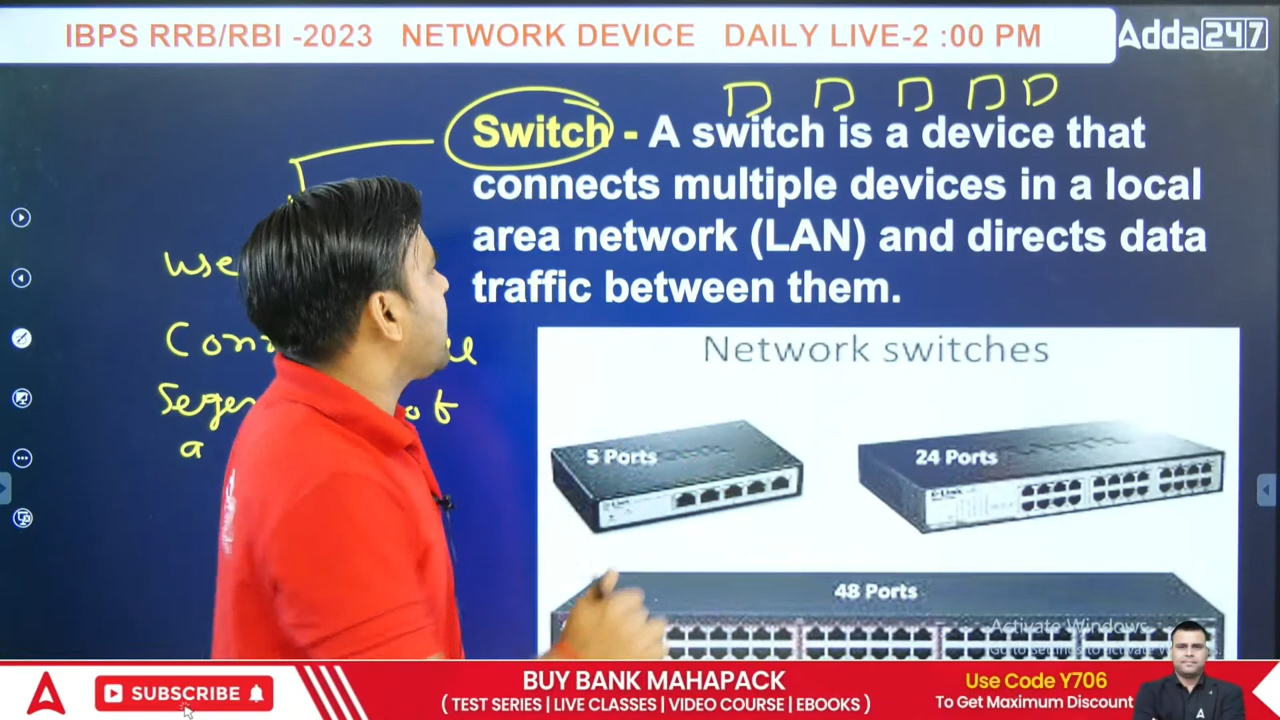 IBPS RRB/RBI -2023 NETWORK DEVICE DAILY LIVE-2 :00 PM
Adda247
Switch - A switch is a device that
connects multiple devices in a local
area network (LAN) and directs data
traffic between them.
use
a
of
Network switches
5 Ports
24 Ports
D-Link
48 Ports
Activate Windows
SUBSCRIBE
BUY BANK MAHAPACK
( TEST SERIES | LIVE CLASSES | VIDEO COURSE | EBOOKS )
Use Code Y706
To Get Maximum Discount